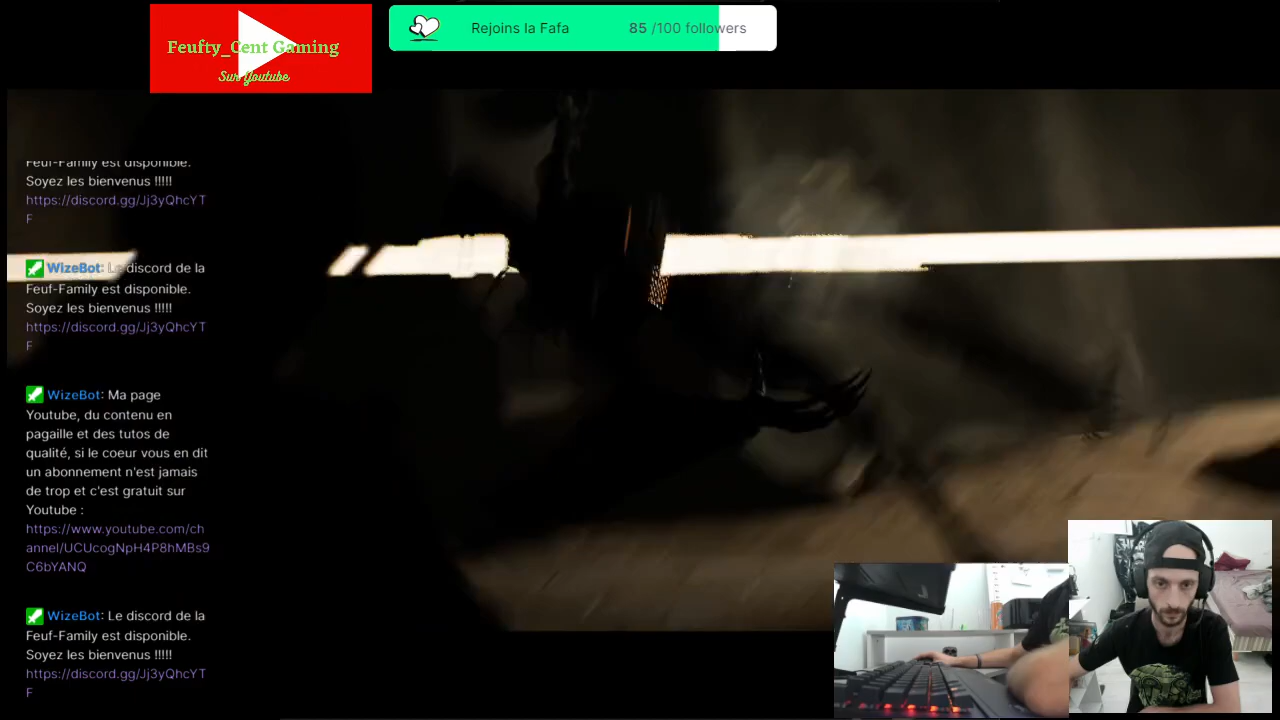 Feufty_Cent Gaming
Sur Youtube
Rejoins la Fafa 85 /100 followers
Feuf-Family est disponible.
Soyez les bienvenus !!!!!
https://discord.gg/Jj3yQhcYT
F
WizeBot: Le discord de la
Feuf-Family est disponible.
Soyez les bienvenus !!!!!
https://discord.gg/Jj3yQhcYT
F
WizeBot: Ma page
Youtube, du contenu en
pagaille et des tutos de
qualité, si le coeur vous en dit
un abonnement n'est jamais
de trop et c'est gratuit sur
Youtube :
https://www.youtube.com/ch
annel/UCUcogNpH4P8hMBs9
C6bYANQ
WizeBot: Le discord de la
Feuf-Family est disponible.
Soyez les bienvenus !!!!!
https://discord.gg/Jj3yQhcYT
F